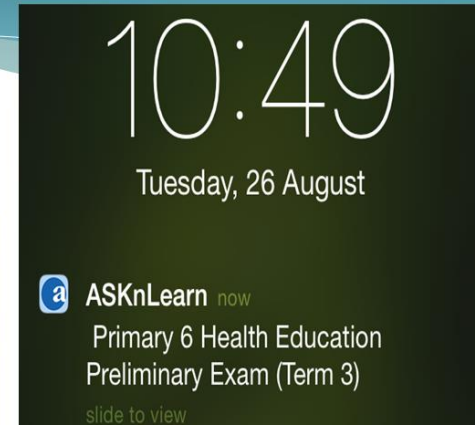 10:49
Tuesday, 26 August
a
ASKnLearn now
Primary 6 Health Education
Preliminary Exam (Term 3)
slide to view